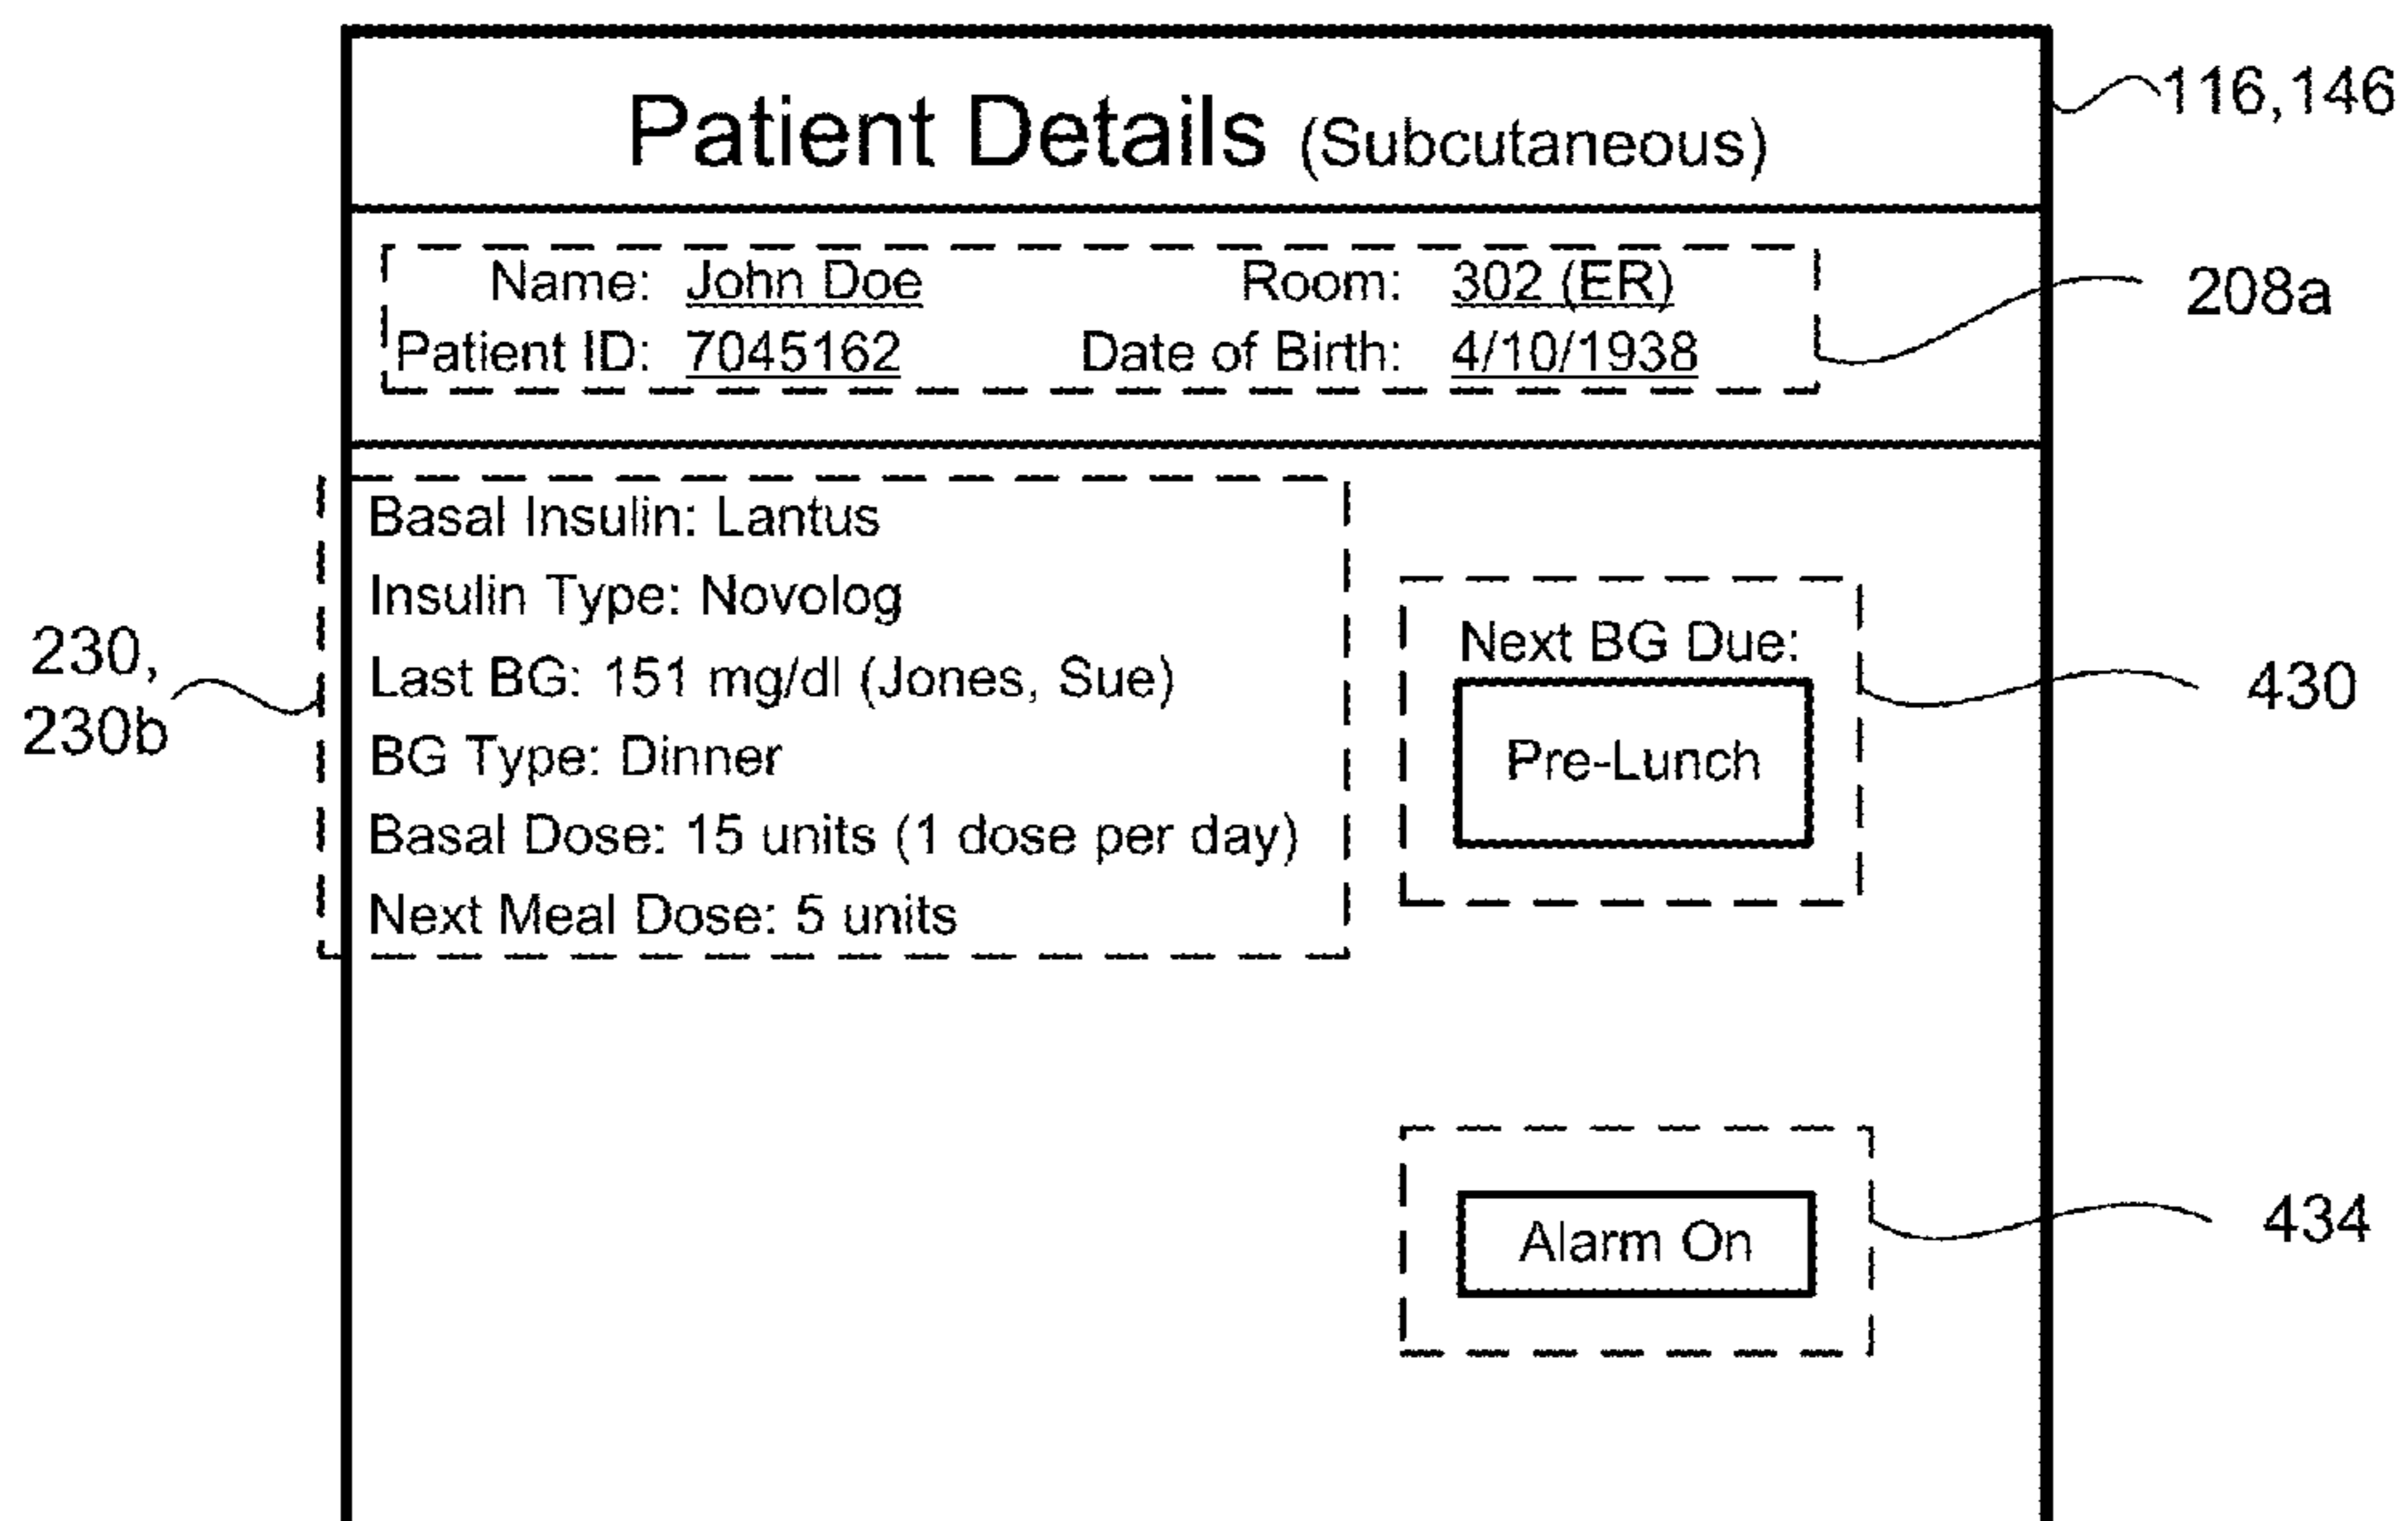 Patient Details (Subcutaneous)
116,146
Name: John Doe Room: 302 (ER)
Patient ID: 7045162 Date of Birth: 4/10/1938
208a
Basal Insulin: Lantus
Insulin Type: Novolog
Last BG: 151 mg/dl (Jones, Sue)
BG Type: Dinner
Basal Dose: 15 units (1 dose per day)
Next Meal Dose: 5 units
230,
230b
Next BG Due:
Pre-Lunch
430
Alarm On
434